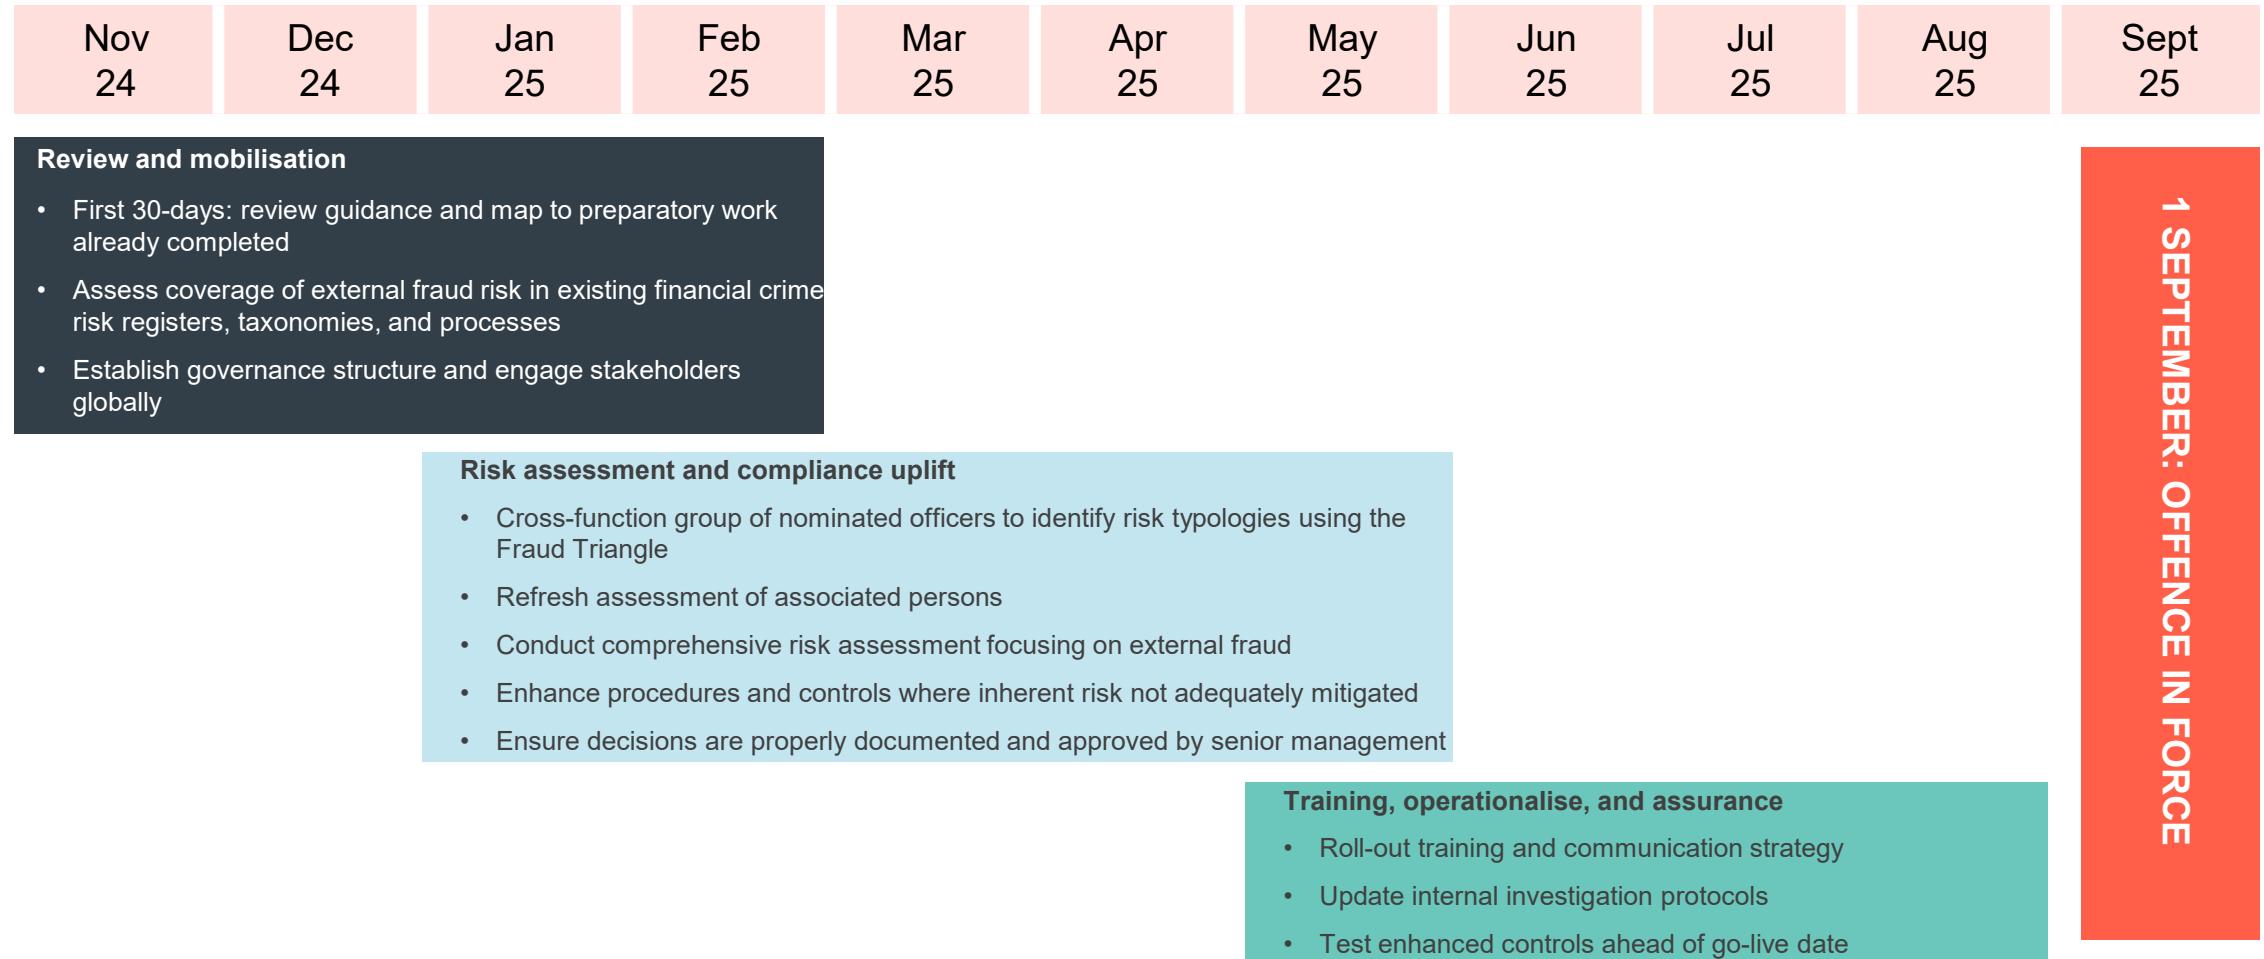 Nov
24
Dec
24
Jan
25
Feb
25
Mar
25
Apr
25
May
25
Jun
25
Jul
25
Aug
25
Sept
25
Review and mobilisation
• First 30-days: review guidance and map to preparatory work
already completed
• Assess coverage of external fraud risk in existing financial crime
risk registers, taxonomies, and processes
• Establish governance structure and engage stakeholders
globally
Risk assessment and compliance uplift
• Cross-function group of nominated officers to identify risk typologies using the
Fraud Triangle
• Refresh assessment of associated persons
• Conduct comprehensive risk assessment focusing on external fraud
• Enhance procedures and controls where inherent risk not adequately mitigated
• Ensure decisions are properly documented and approved by senior management
Training, operationalise, and assurance
• Roll-out training and communication strategy
• Update internal investigation protocols
• Test enhanced controls ahead of go-live date
1 SEPTEMBER: OFFENCE IN FORCE